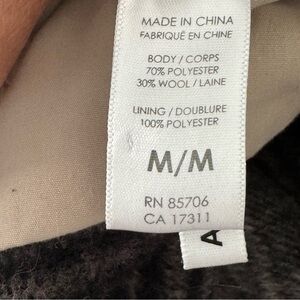 MADE IN CHINA
FABRIQUÉ EN CHINE
BODY / CORPS
70% POLYESTER
30% WOOL / LAINE
LINING / DOUBLURE
100% POLYESTER
M/M
RN 85706
CA 17311
A